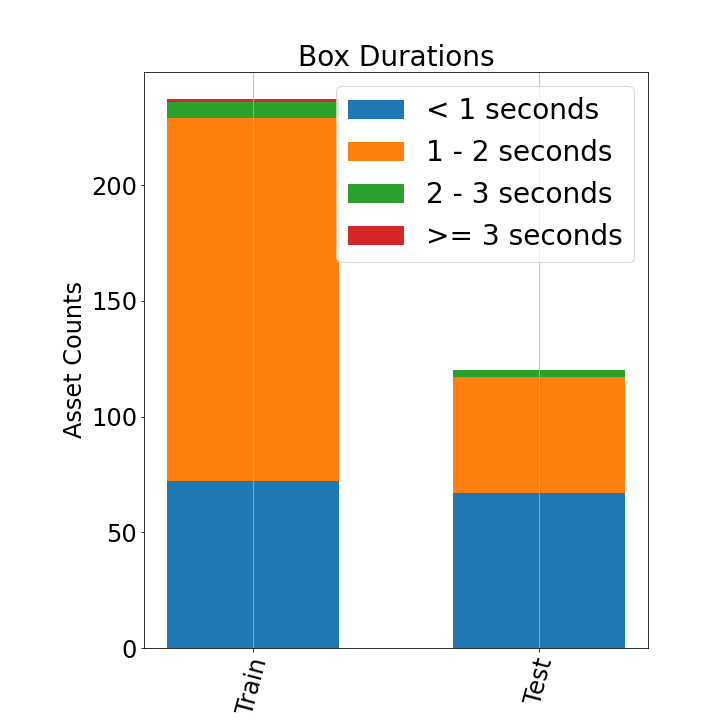 Box Durations
< 1 seconds
1 - 2 seconds
2 - 3 seconds
>= 3 seconds
Asset Counts
200
150
100
50
0
Train
Test